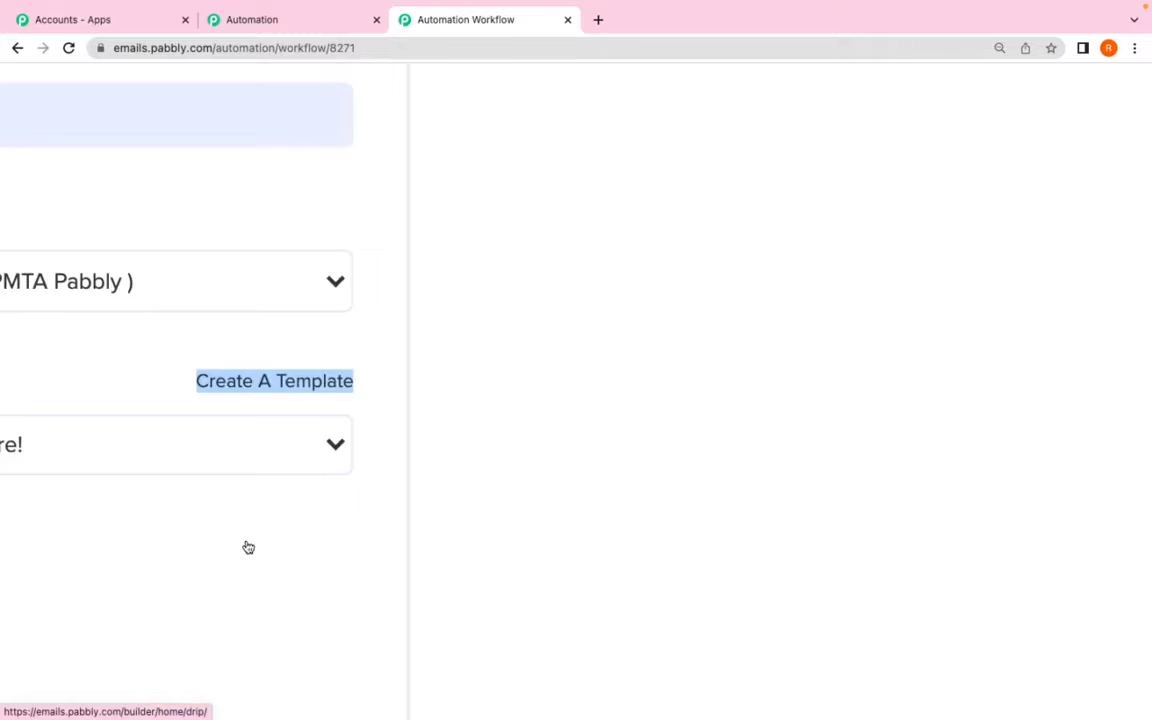 Accounts - Apps
Automation
Automation Workflow
emails.pabbly.com/automation/workflow/8271
R
PMTA Pabbly )
Create A Template
re!
https://emails.pabbly.com/builder/home/drip/